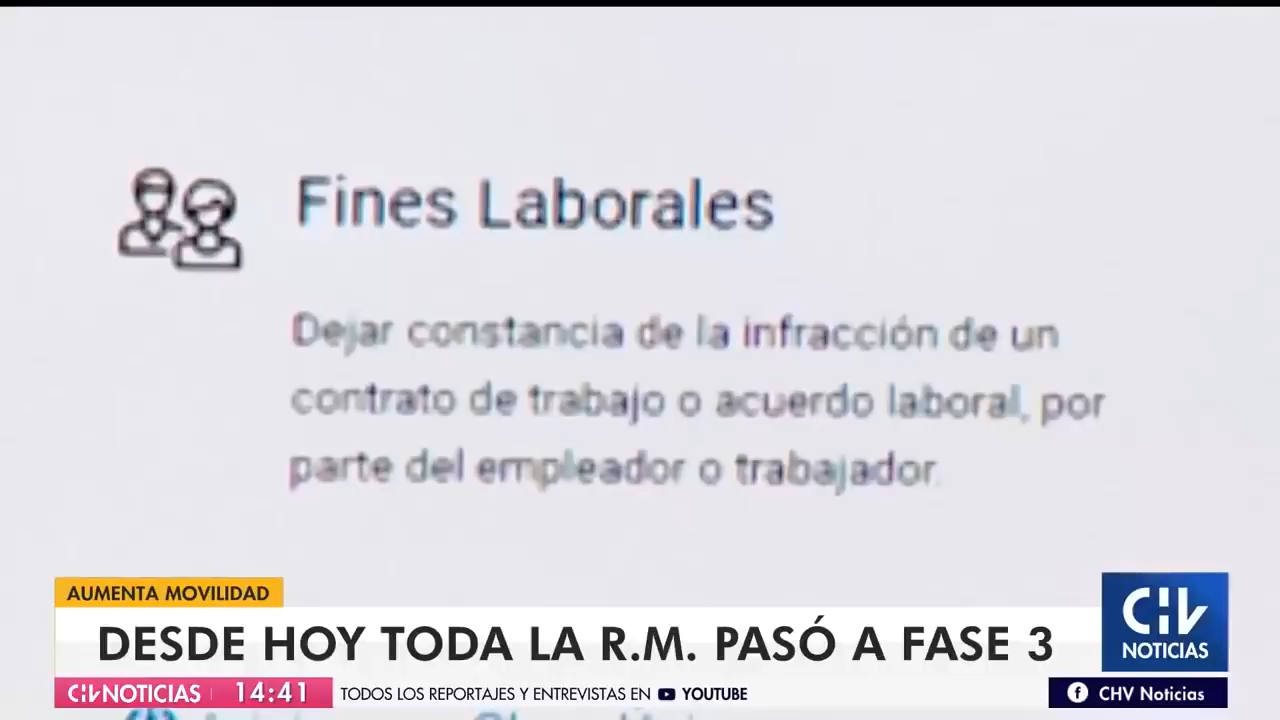 Fines Laborales
Dejar constancia de la infracción de un
contrato de trabajo o acuerdo laboral, por
parte del empleador o trabajador.
AUMENTA MOVILIDAD
DESDE HOY TODA LA R.M. PASÓ A FASE 3
CHV
NOTICIAS
CHV NOTICIAS 14:41 TODOS LOS REPORTAJES Y ENTREVISTAS EN YOUTUBE
CHV Noticias